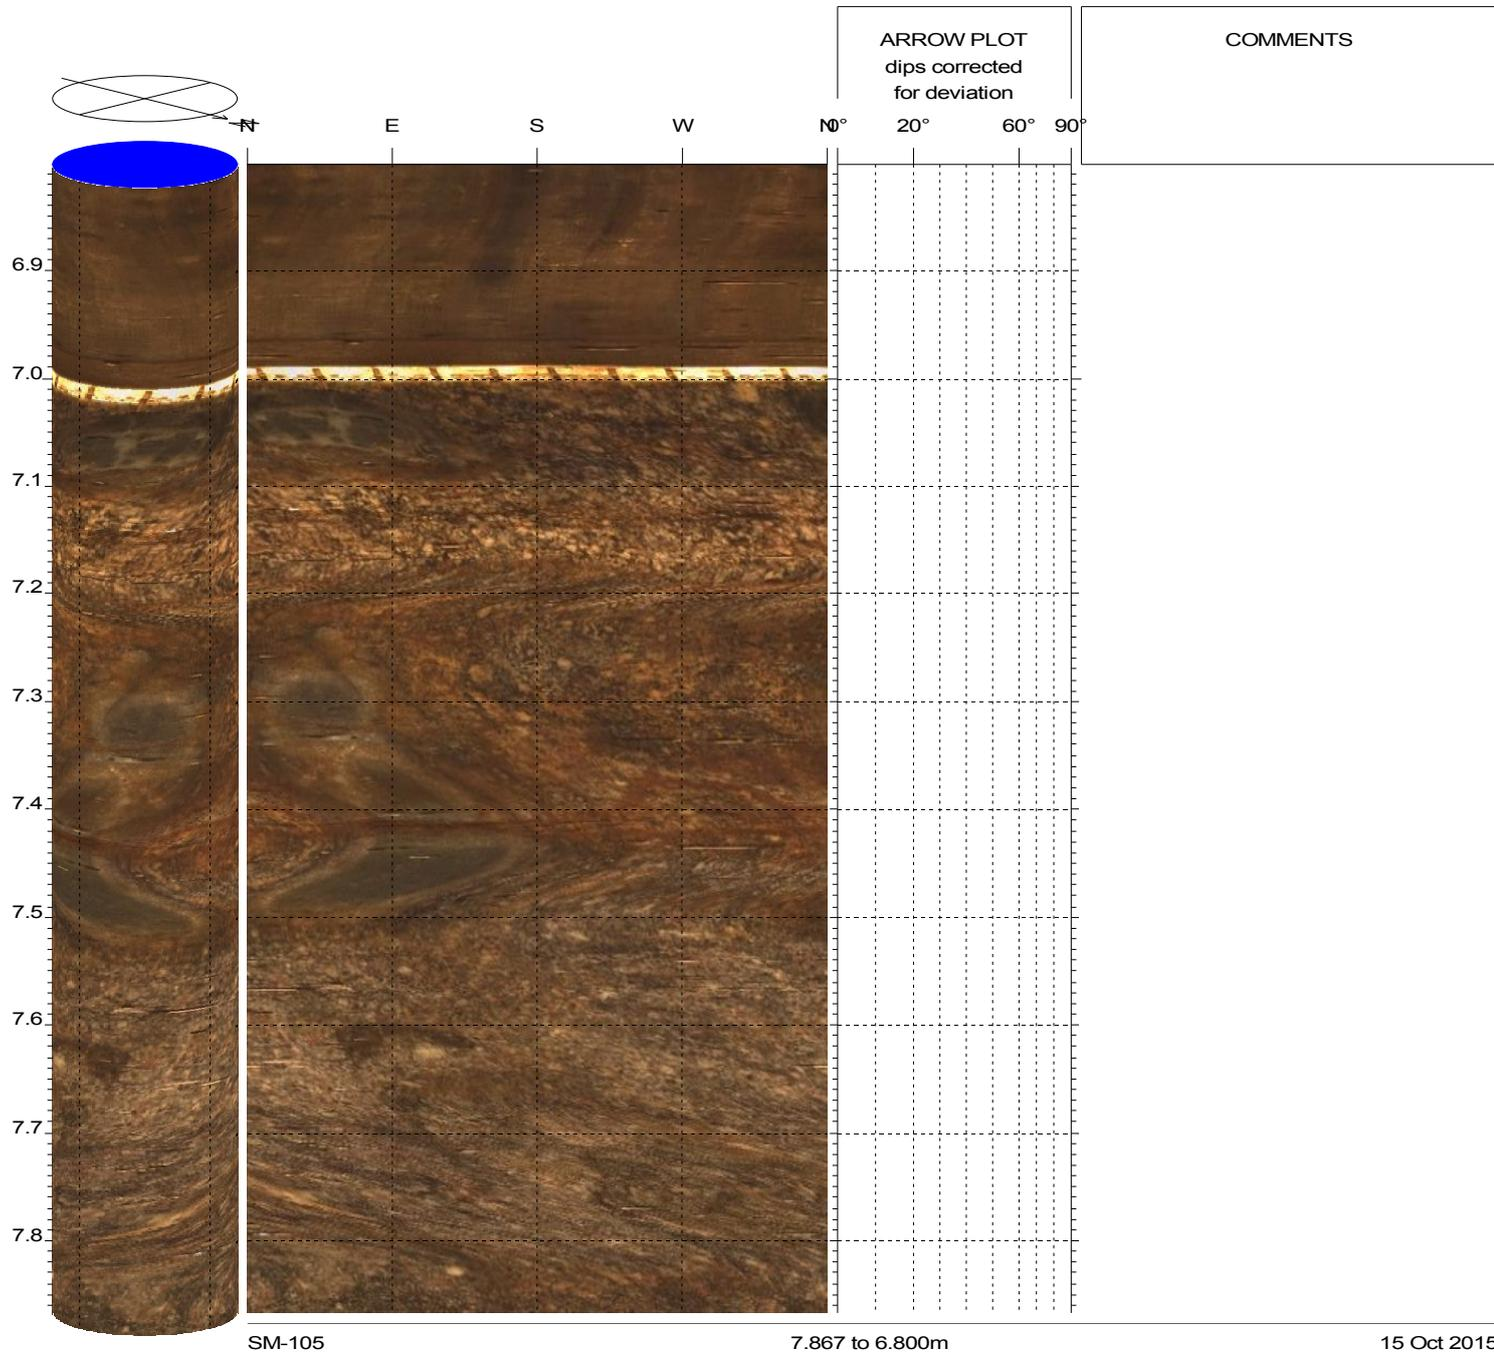 ARROW PLOT
dips corrected
for deviation
COMMENTS
N E S W N 0° 20° 60° 90°
6.9
7.0
7.1
7.2
7.3
7.4
7.5
7.6
7.7
7.8
SM-105 7.867 to 6.800m 15 Oct 2015